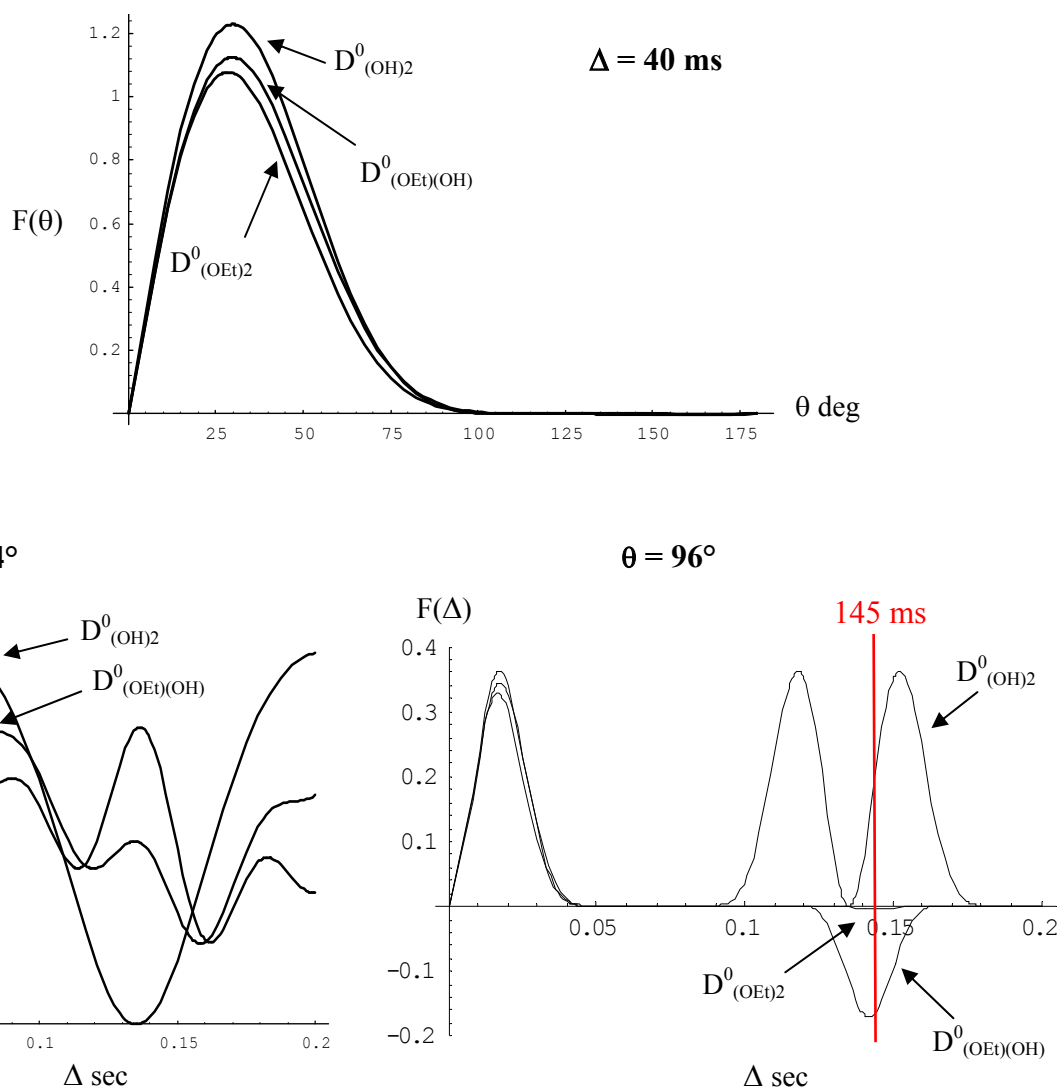 1.2
D⁰(OH)2
Δ = 40 ms
1
D⁰(OEt)(OH)
0.8
F(θ)
0.6
D⁰(OEt)2
0.4
0.2
θ deg
25 50 75 100 125 150 175
4°
θ = 96°
F(Δ)
145 ms
D⁰(OH)2
D⁰(OEt)(OH)
0.4
D⁰(OH)2
0.3
0.2
0.1
0.05 0.1 0.15 0.2
-0.1
D⁰(OEt)2
-0.2
D⁰(OEt)(OH)
0.1 0.15 0.2
Δ sec
Δ sec